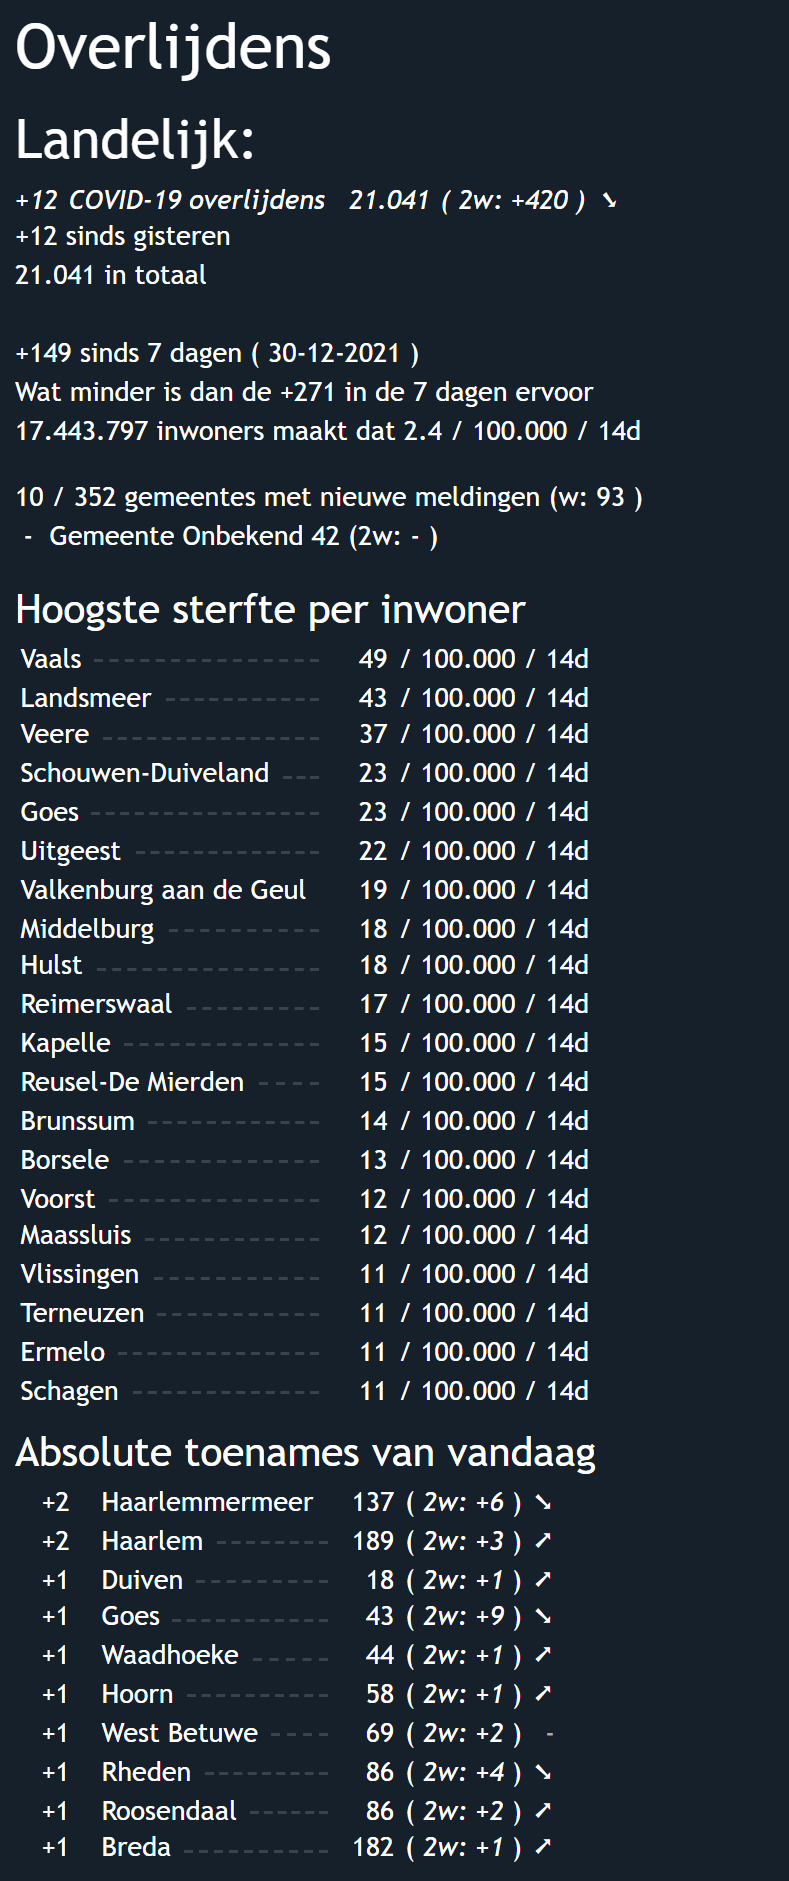 Overlijdens
Landelijk:
+12 COVID-19 overlijdens 21.041 ( 2w: +420 ) ➘
+12 sinds gisteren
21.041 in totaal
+149 sinds 7 dagen ( 30-12-2021 )
Wat minder is dan de +271 in de 7 dagen ervoor
17.443.797 inwoners maakt dat 2.4 / 100.000 / 14d
10 / 352 gemeentes met nieuwe meldingen (w: 93 )
- Gemeente Onbekend 42 (2w: - )
Hoogste sterfte per inwoner
Vaals 49 / 100.000 / 14d
Landsmeer 43 / 100.000 / 14d
Veere 37 / 100.000 / 14d
Schouwen-Duiveland 23 / 100.000 / 14d
Goes 23 / 100.000 / 14d
Uitgeest 22 / 100.000 / 14d
Valkenburg aan de Geul 19 / 100.000 / 14d
Middelburg 18 / 100.000 / 14d
Hulst 18 / 100.000 / 14d
Reimerswaal 17 / 100.000 / 14d
Kapelle 15 / 100.000 / 14d
Reusel-De Mierden 15 / 100.000 / 14d
Brunssum 14 / 100.000 / 14d
Borsele 13 / 100.000 / 14d
Voorst 12 / 100.000 / 14d
Maassluis 12 / 100.000 / 14d
Vlissingen 11 / 100.000 / 14d
Terneuzen 11 / 100.000 / 14d
Ermelo 11 / 100.000 / 14d
Schagen 11 / 100.000 / 14d
Absolute toenames van vandaag
+2 Haarlemmermeer 137 ( 2w: +6 ) ➘
+2 Haarlem 189 ( 2w: +3 ) ➚
+1 Duiven 18 ( 2w: +1 ) ➚
+1 Goes 43 ( 2w: +9 ) ➘
+1 Waadhoeke 44 ( 2w: +1 ) ➚
+1 Hoorn 58 ( 2w: +1 ) ➚
+1 West Betuwe 69 ( 2w: +2 ) -
+1 Rheden 86 ( 2w: +4 ) ➘
+1 Roosendaal 86 ( 2w: +2 ) ➚
+1 Breda 182 ( 2w: +1 ) ➚